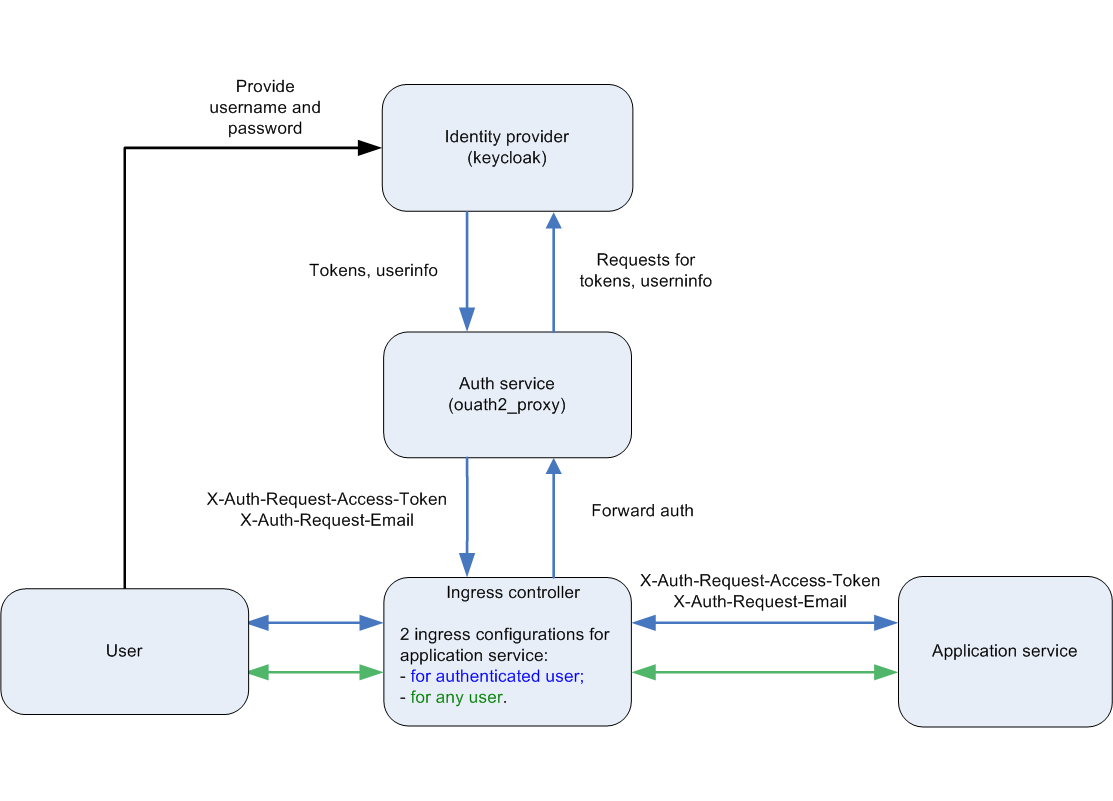 Provide
username and
password
Identity provider
(keycloak)
Tokens, userinfo
Requests for
tokens, userninfo
Auth service
(ouath2_proxy)
X-Auth-Request-Access-Token
X-Auth-Request-Email
Forward auth
User
Ingress controller
2 ingress configurations for
application service:
- for authenticated user;
- for any user.
X-Auth-Request-Access-Token
X-Auth-Request-Email
Application service